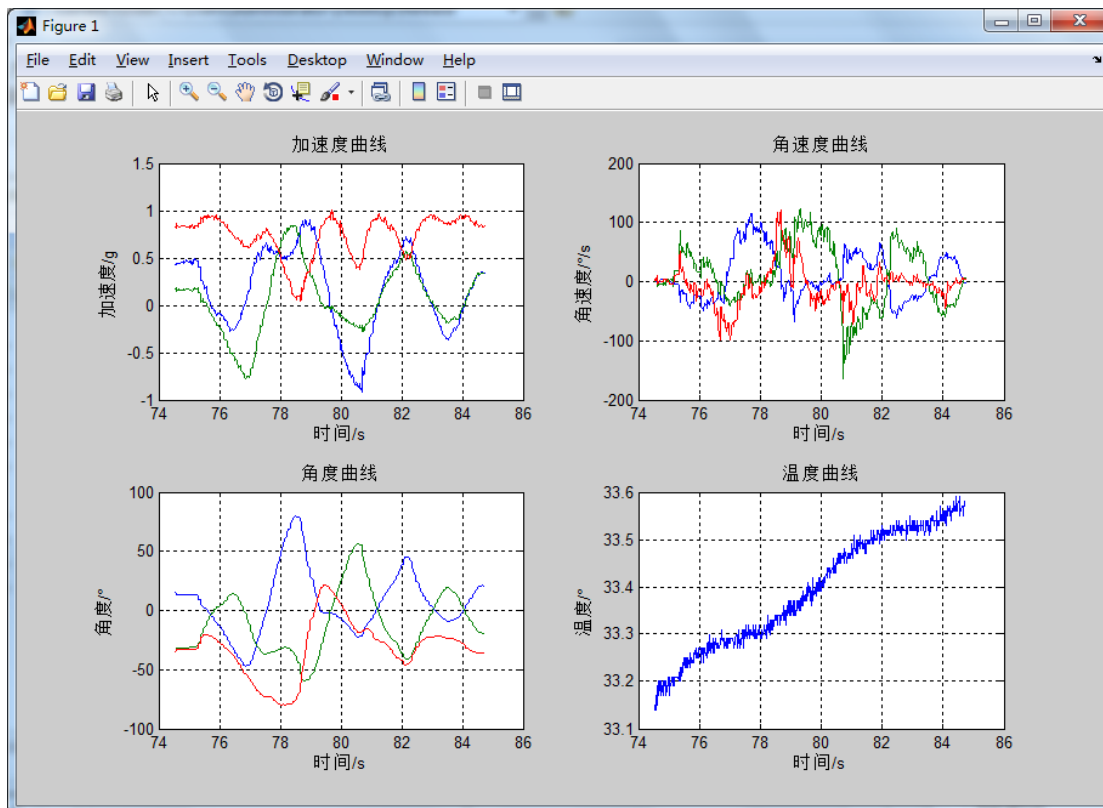 Figure 1
File Edit View Insert Tools Desktop Window Help
加速度曲线
1.5
1
0.5
0
-0.5
-1
加速度/g
74 76 78 80 82 84 86
时间/s
角速度曲线
200
100
0
-100
-200
角速度/°/s
74 76 78 80 82 84 86
时间/s
角度曲线
100
50
0
-50
-100
角度/°
74 76 78 80 82 84 86
时间/s
温度曲线
33.6
33.5
33.4
33.3
33.2
33.1
温度/°
74 76 78 80 82 84 86
时间/s